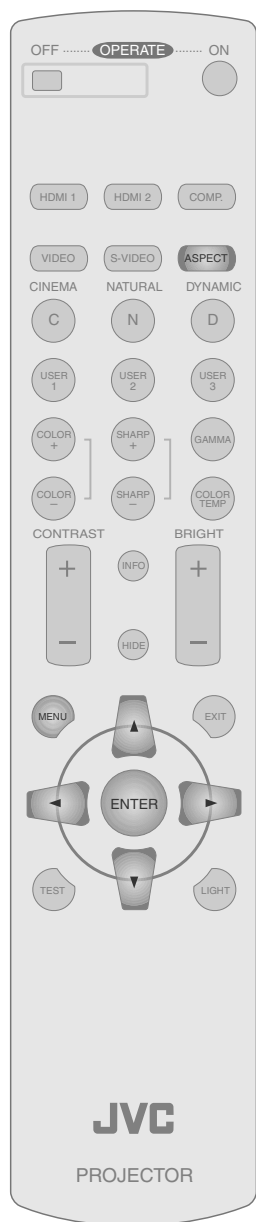 OFF OPERATE ON
HDMI 1 HDMI 2 COMP.
VIDEO S-VIDEO ASPECT
CINEMA NATURAL DYNAMIC
C N D
USER 1 USER 2 USER 3
COLOR + SHARP + GAMMA
COLOR – SHARP – COLOR TEMP
CONTRAST BRIGHT
+ INFO +
– HIDE –
MENU EXIT
ENTER
TEST LIGHT
JVC
PROJECTOR